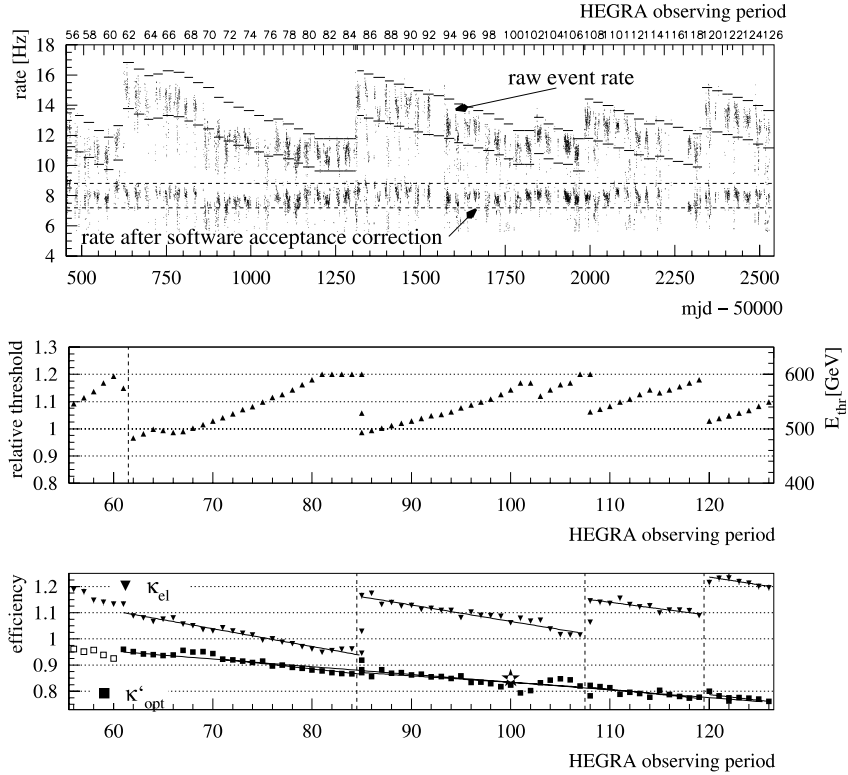 HEGRA observing period
56 58 60 62 64 66 68 70 72 74 76 78 80 82 84 86 88 90 92 94 96 98 100 102 104 106 108 110 112 114 116 118 120 122 124 126
rate [Hz]
18
16
14
12
10
8
6
4
raw event rate
rate after software acceptance correction
500 750 1000 1250 1500 1750 2000 2250 2500
mjd − 50000
relative threshold
1.3
1.2
1.1
1
0.9
0.8
600
500
400
E_thr [GeV]
60 70 80 90 100 110 120
HEGRA observing period
efficiency
1.2
1.1
1
0.9
0.8
κ_el
κ‘_opt
60 70 80 90 100 110 120
HEGRA observing period